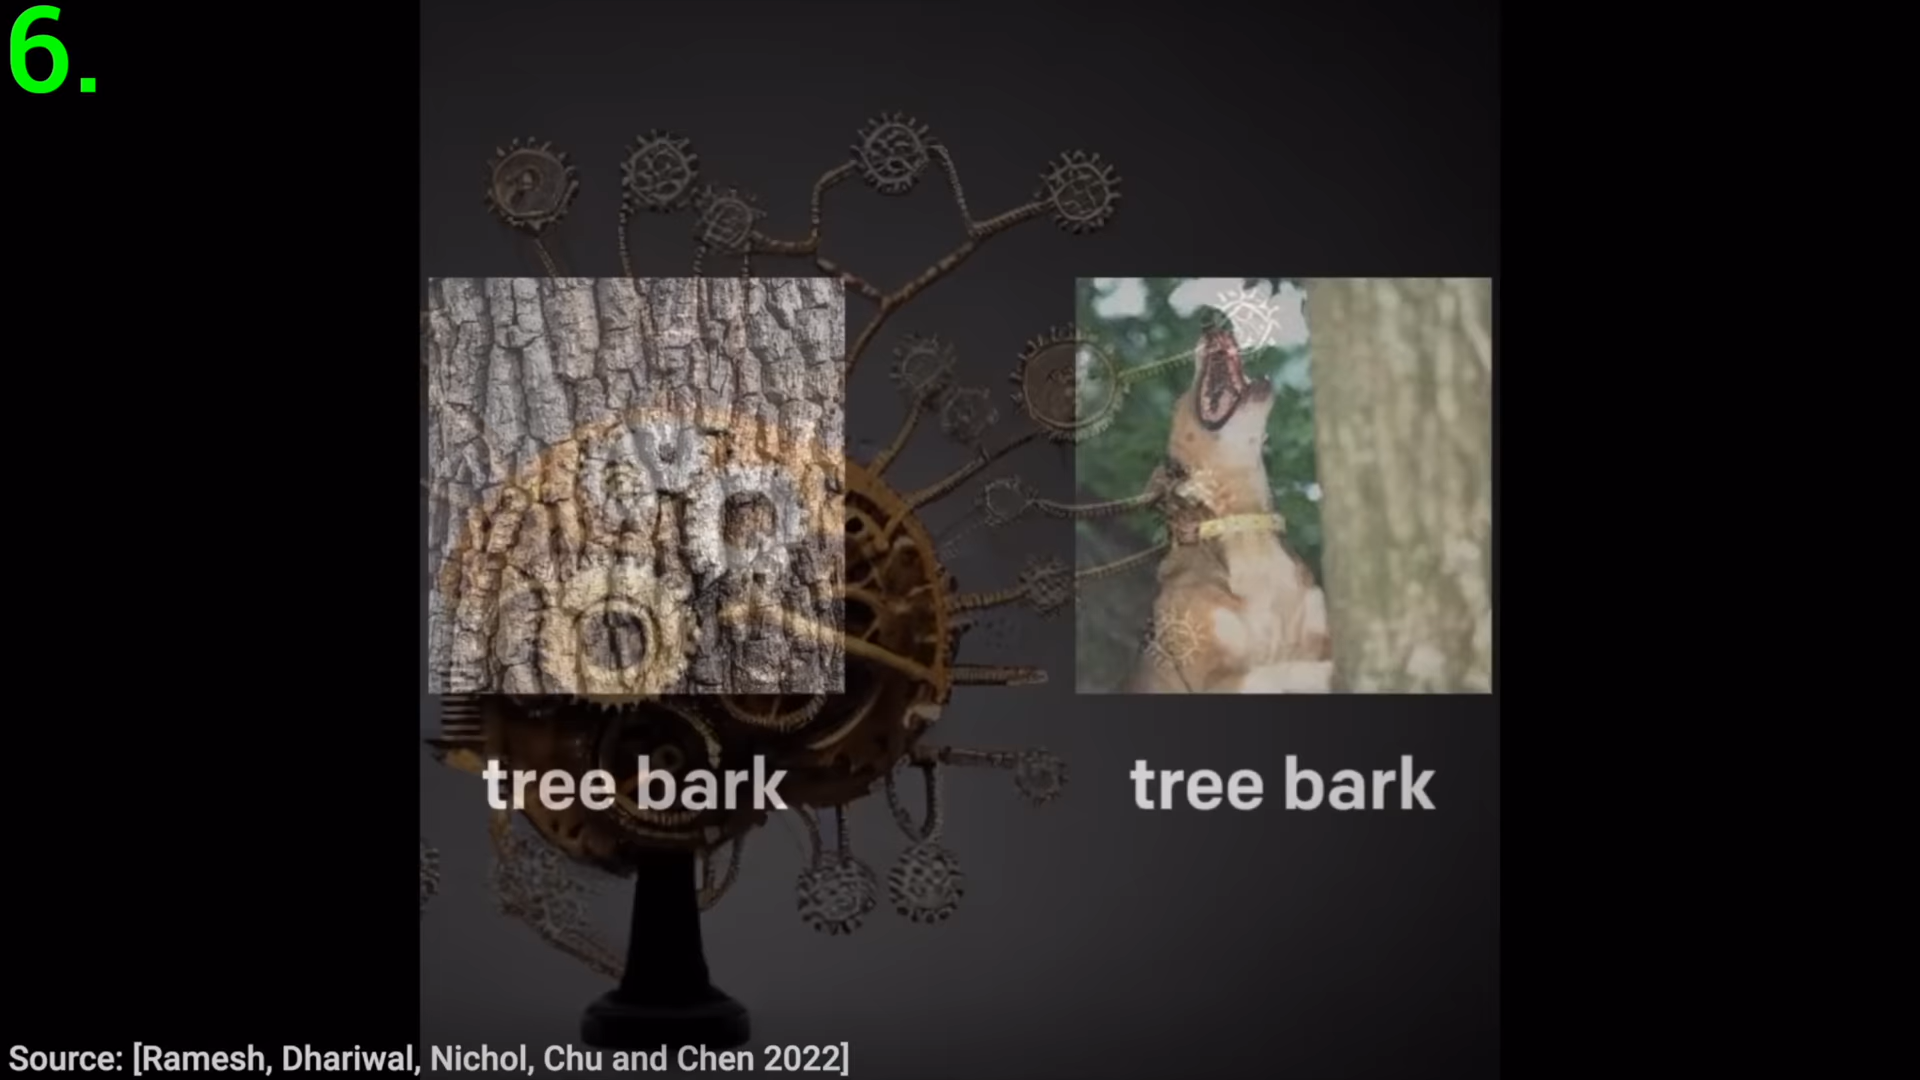 6.
tree bark
tree bark
Source: [Ramesh, Dhariwal, Nichol, Chu and Chen 2022]